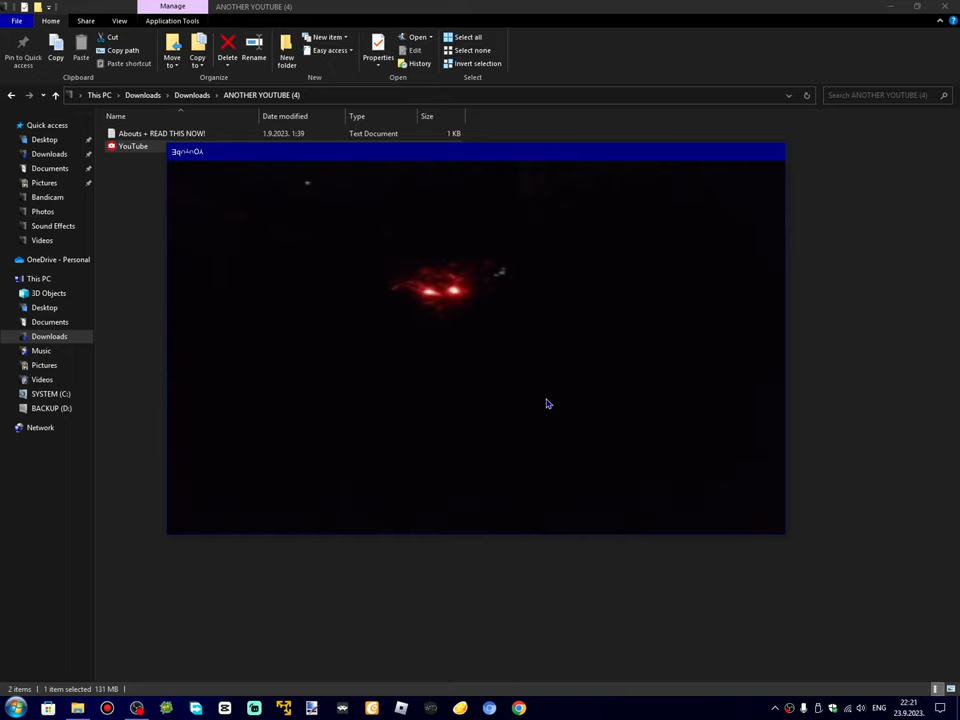 Manage
ANOTHER YOUTUBE (4)
File
Home
Share
View
Application Tools
Pin to Quick access
Copy
Paste
Cut
Copy path
Paste shortcut
Clipboard
Move to
Copy to
Delete
Rename
Organize
New folder
New item
Easy access
New
Properties
Open
Edit
History
Open
Select all
Select none
Invert selection
Select
This PC
Downloads
Downloads
ANOTHER YOUTUBE (4)
Search ANOTHER YOUTUBE (4)
Name
Date modified
Type
Size
Abouts + READ THIS NOW!
1.9.2023. 1:39
Text Document
1 KB
YouTube
Quick access
Desktop
Downloads
Documents
Pictures
Bandicam
Photos
Sound Effects
Videos
OneDrive - Personal
This PC
3D Objects
Desktop
Documents
Downloads
Music
Pictures
Videos
SYSTEM (C:)
BACKUP (D:)
Network
2 items
1 item selected 131 MB
ENG
22:21
23.9.2023.